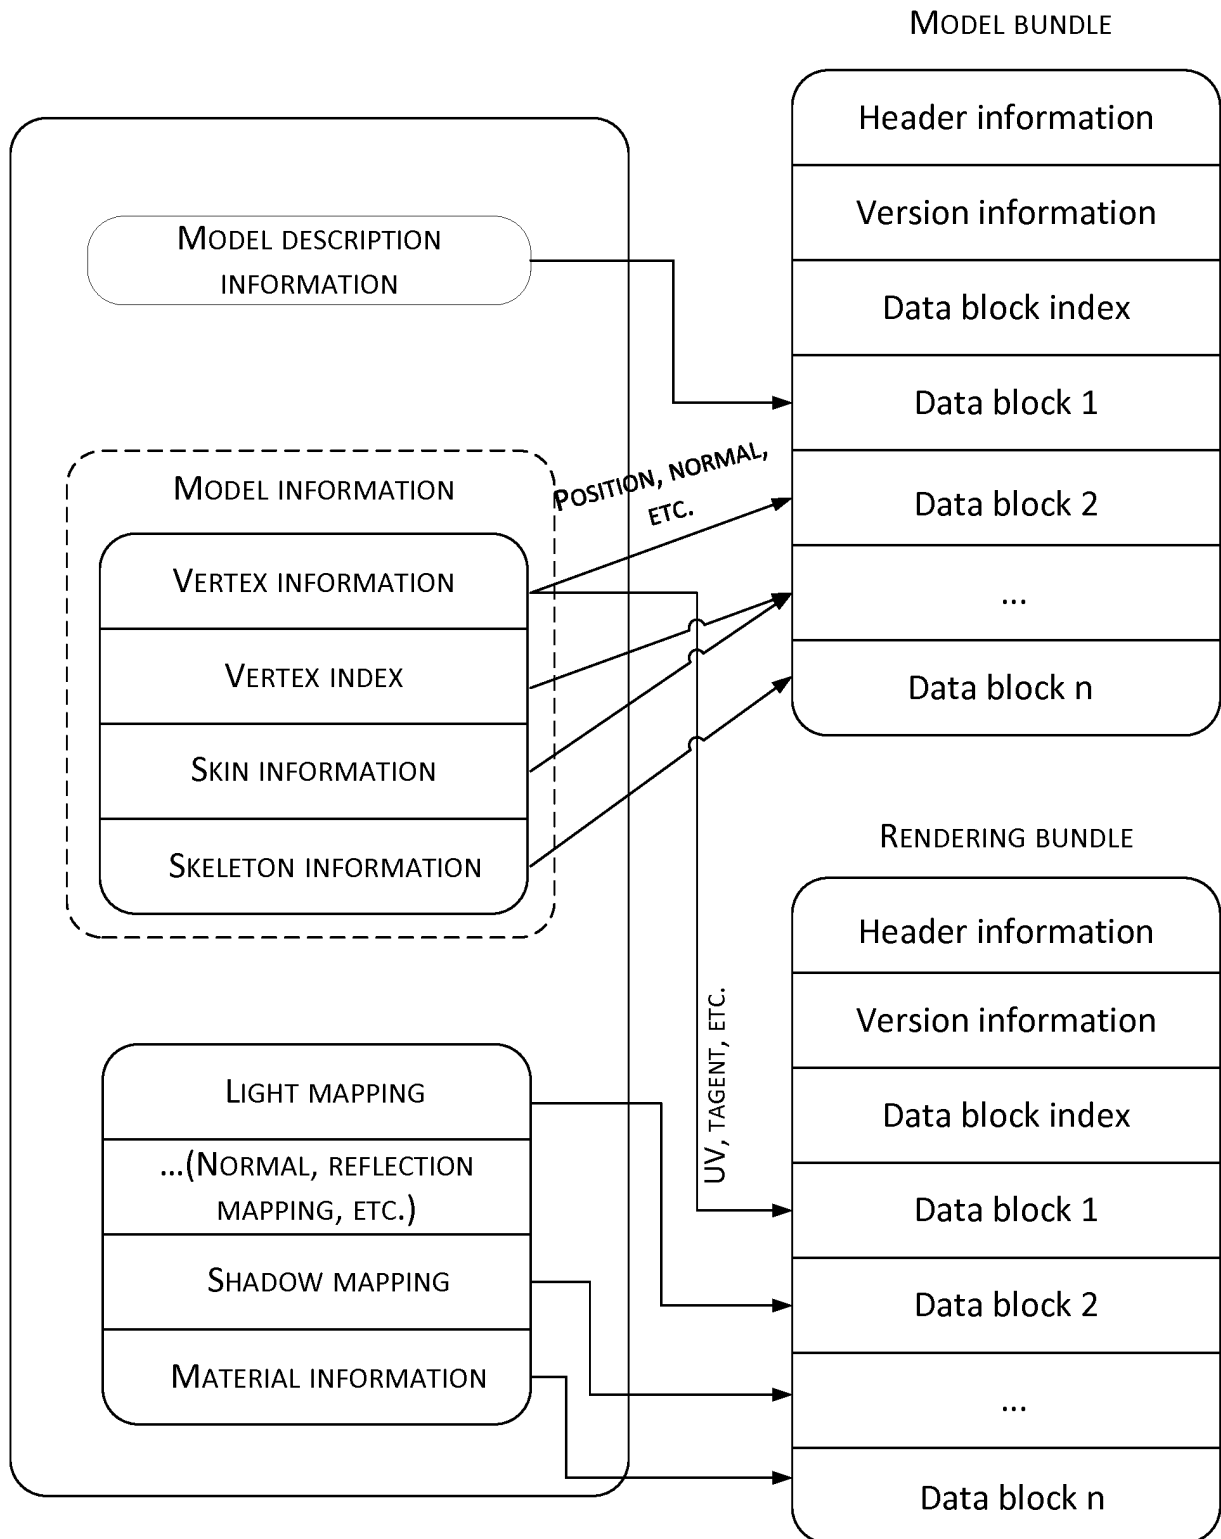 MODEL BUNDLE
Header information
Version information
Data block index
Data block 1
Data block 2
...
Data block n
MODEL DESCRIPTION
INFORMATION
MODEL INFORMATION
VERTEX INFORMATION
VERTEX INDEX
SKIN INFORMATION
SKELETON INFORMATION
POSITION, NORMAL,
ETC.
UV, TAGENT, ETC.
LIGHT MAPPING
...(NORMAL, REFLECTION
MAPPING, ETC.)
SHADOW MAPPING
MATERIAL INFORMATION
RENDERING BUNDLE
Header information
Version information
Data block index
Data block 1
Data block 2
...
Data block n